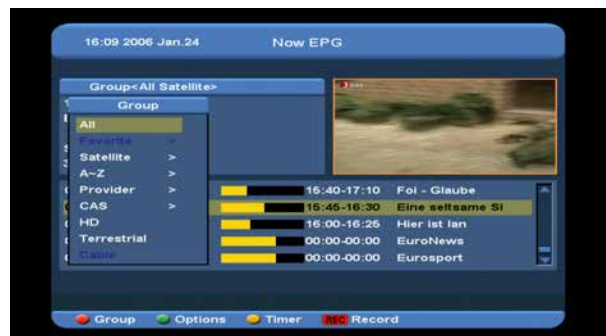 16:09 2006 Jan.24 Now EPG
Group<All Satellite>
Group
All
Favorite >
Satellite >
A~Z >
Provider >
CAS >
HD
Terrestrial
Cable
15:40-17:10 Foi - Glaube
15:45-16:30 Eine seltsame Si
16:00-16:25 Hier ist Ian
00:00-00:00 EuroNews
00:00-00:00 Eurosport
Group Options Timer REC Record